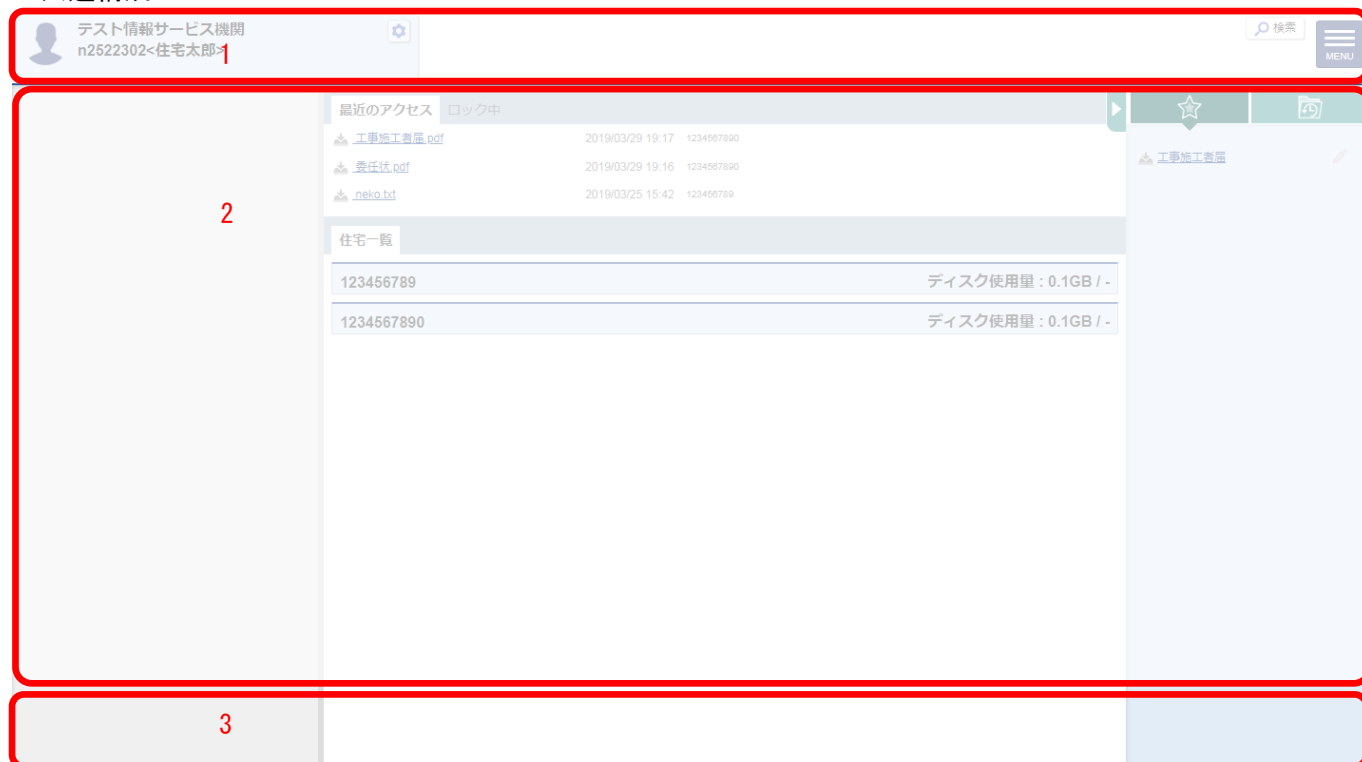 テスト情報サービス機関
n2522302<住宅太郎>
1
検索
MENU
最近のアクセス ロック中
工事施工者届.pdf 2019/03/29 19:17 1234567890
委任状.pdf 2019/03/29 19:16 1234567890
neko.txt 2019/03/25 15:42 123456789
工事施工者届
2
住宅一覧
123456789 ディスク使用量 : 0.1GB / -
1234567890 ディスク使用量 : 0.1GB / -
3